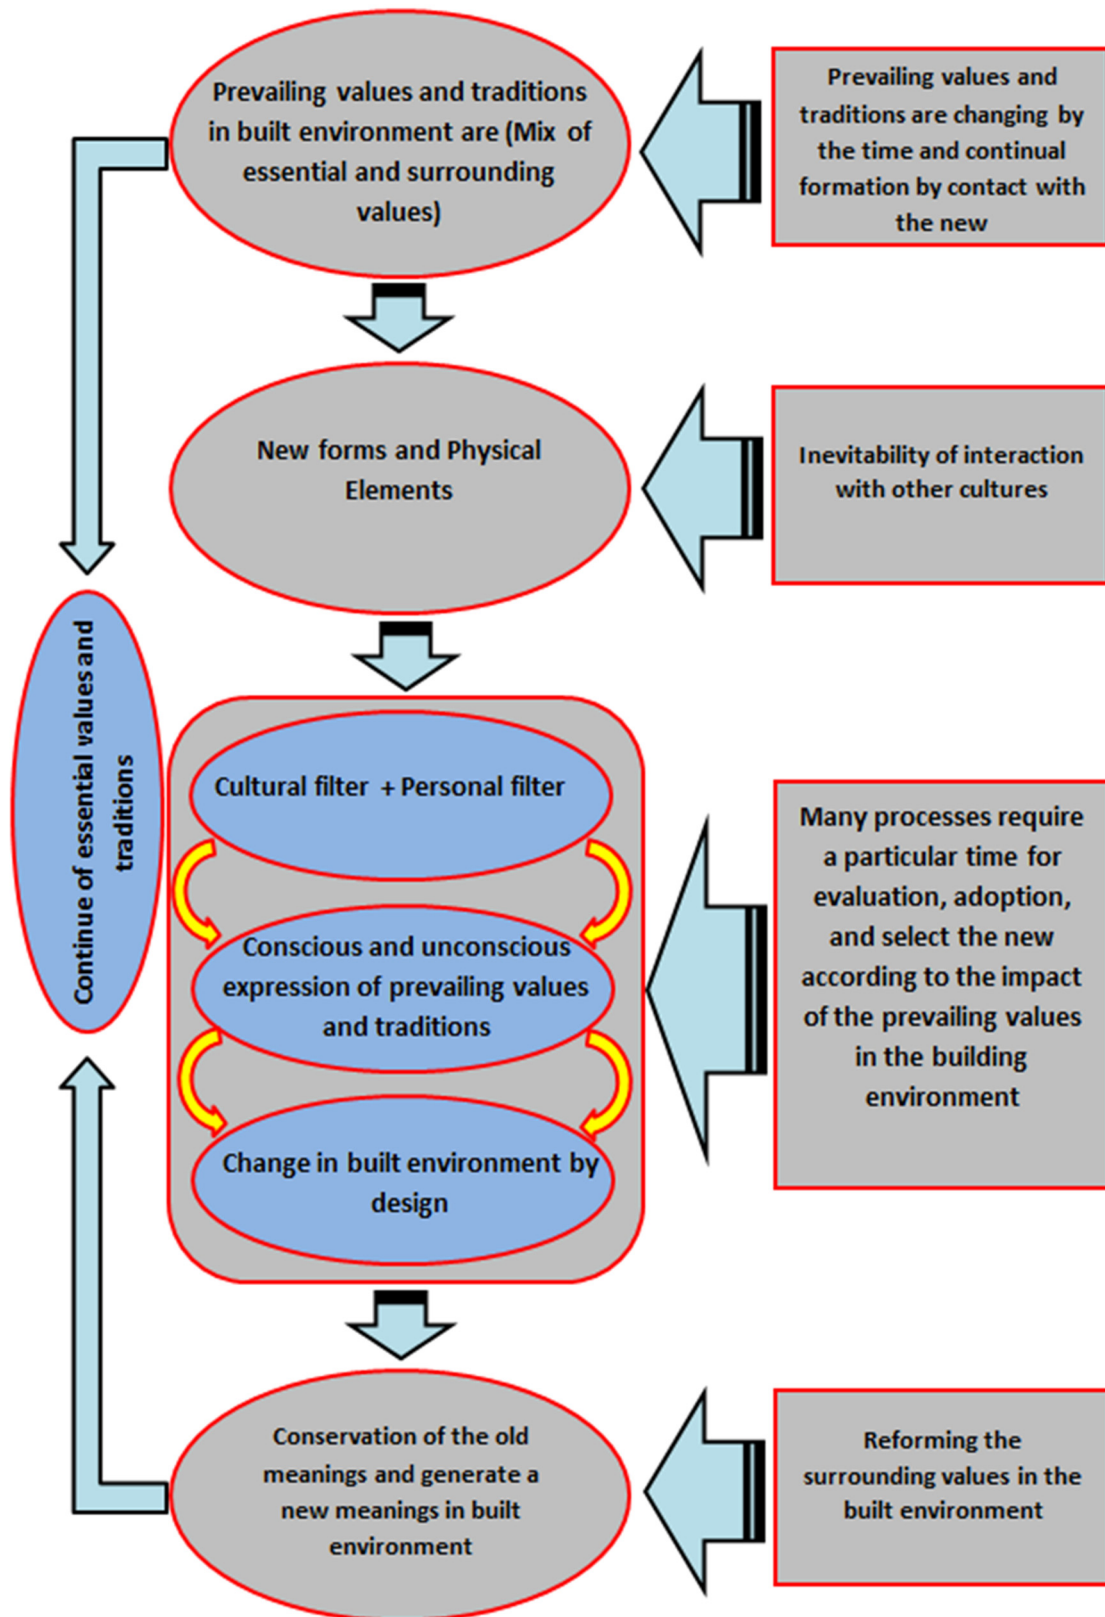 Prevailing values and traditions
in built environment are (Mix of
essential and surrounding
values)
Prevailing values and
traditions are changing by
the time and continual
formation by contact with
the new
New forms and Physical
Elements
Inevitability of interaction
with other cultures
Continue of essential values and
traditions
Cultural filter + Personal filter
Conscious and unconscious
expression of prevailing values
and traditions
Change in built environment by
design
Many processes require
a particular time for
evaluation, adoption,
and select the new
according to the impact
of the prevailing values
in the building
environment
Conservation of the old
meanings and generate a
new meanings in built
environment
Reforming the
surrounding values in the
built environment